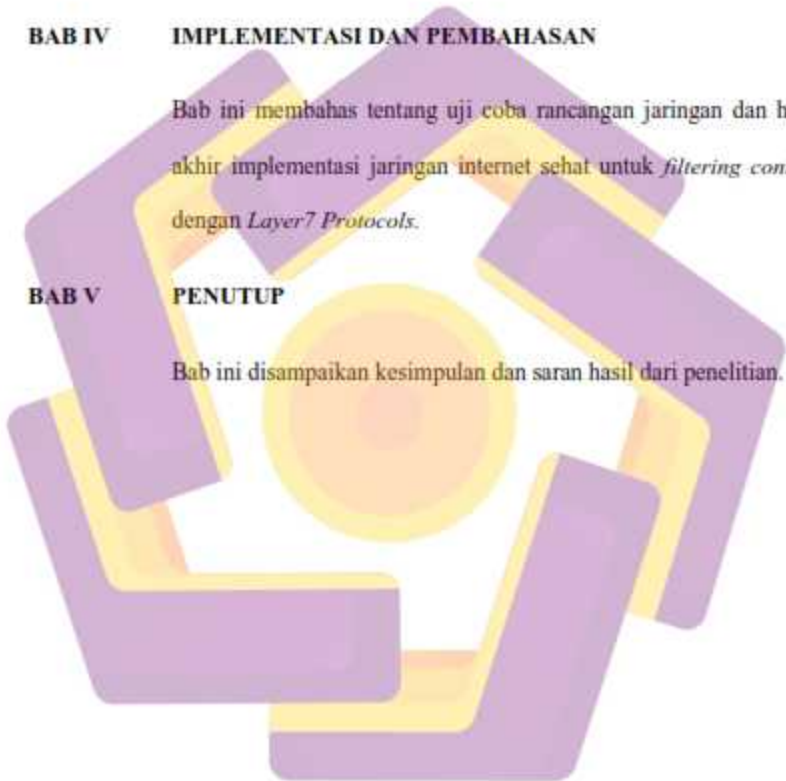 BAB IV IMPLEMENTASI DAN PEMBAHASAN
Bab ini membahas tentang uji coba rancangan jaringan dan h
akhir implementasi jaringan internet sehat untuk filtering con
dengan Layer7 Protocols.
BAB V PENUTUP
Bab ini disampaikan kesimpulan dan saran hasil dari penelitian.